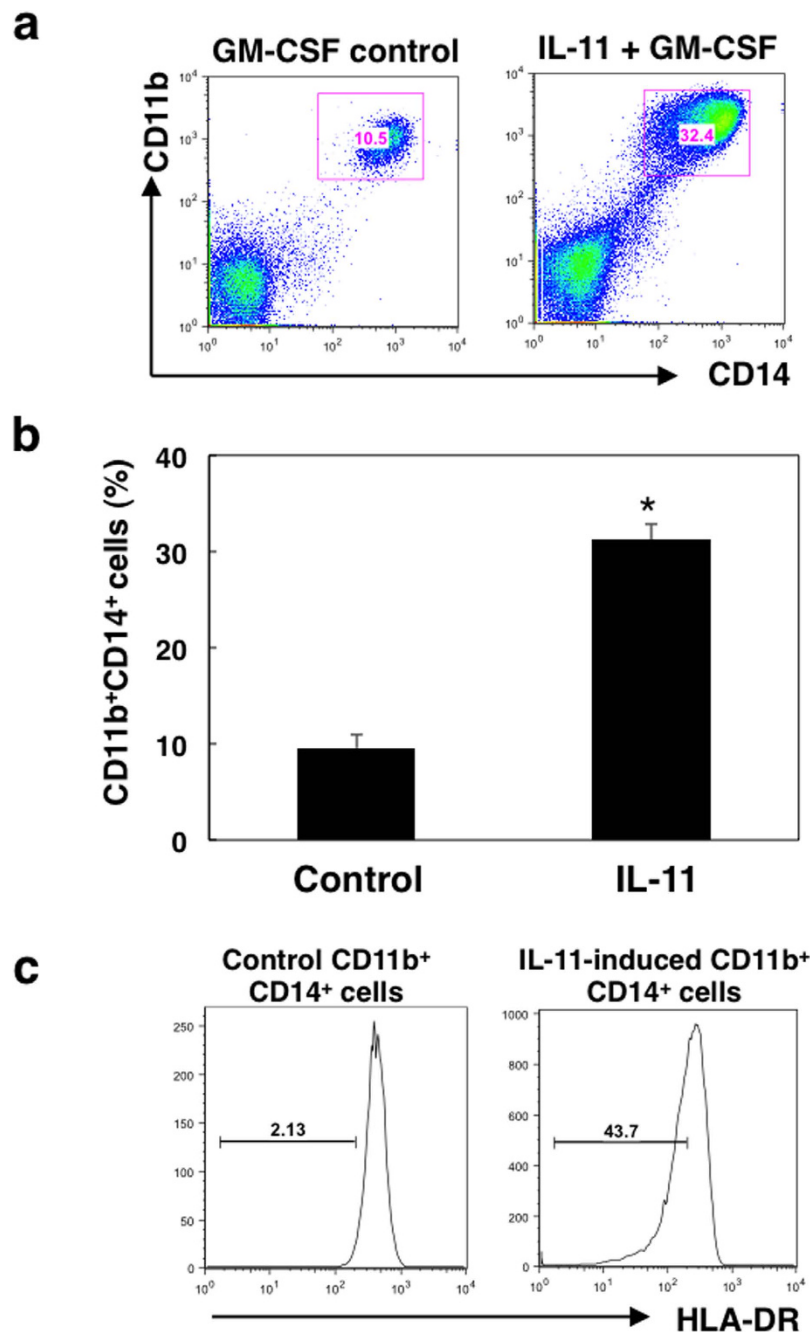 a
GM-CSF control
IL-11 + GM-CSF
CD11b
10⁴
10³
10²
10¹
10⁰
10.5
10⁰ 10¹ 10² 10³ 10⁴
10⁴
10³
10²
10¹
10⁰
32.4
10⁰ 10¹ 10² 10³ 10⁴
CD14
b
CD11b⁺CD14⁺ cells (%)
40
30
20
10
0
*
Control
IL-11
c
Control CD11b⁺
CD14⁺ cells
IL-11-induced CD11b⁺
CD14⁺ cells
250
200
150
100
50
0
2.13
10⁰ 10¹ 10² 10³ 10⁴
1000
800
600
400
200
0
43.7
10⁰ 10¹ 10² 10³ 10⁴
HLA-DR